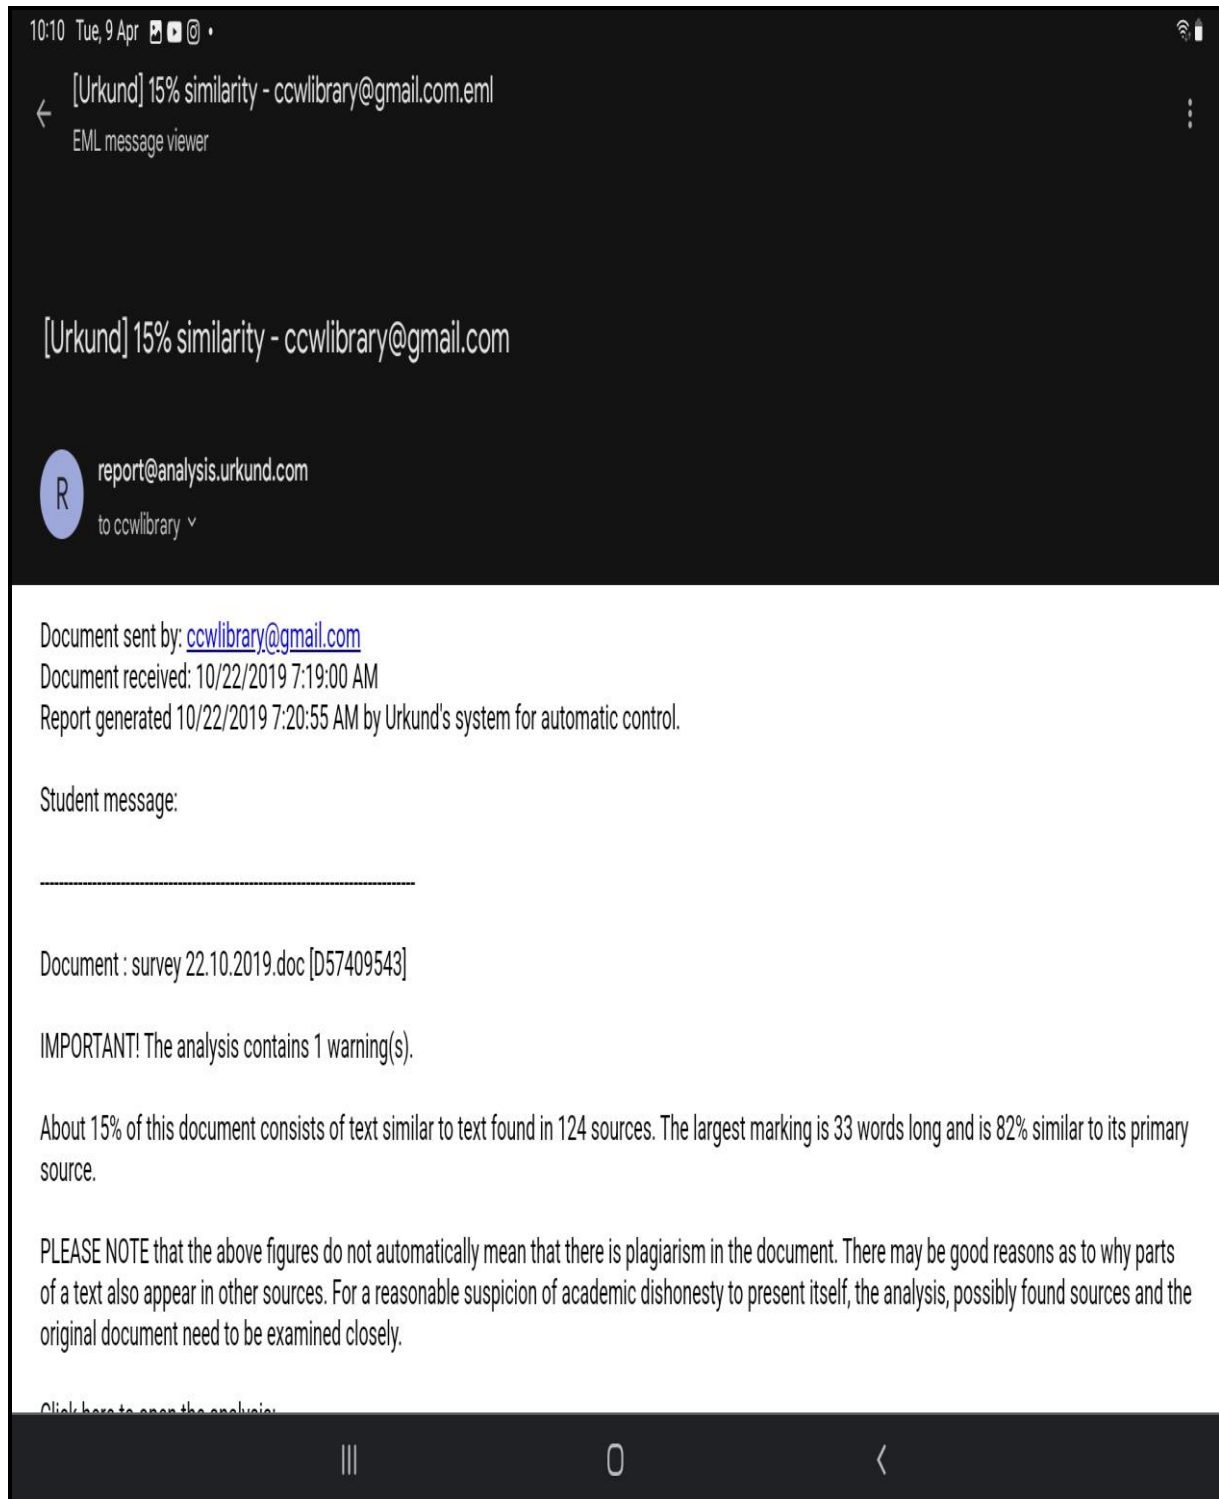 10:10 Tue, 9 Apr
[Urkund] 15% similarity - ccwlibrary@gmail.com.eml
EML message viewer
[Urkund] 15% similarity - ccwlibrary@gmail.com
R
report@analysis.urkund.com
to ccwlibrary
Document sent by: ccwlibrary@gmail.com
Document received: 10/22/2019 7:19:00 AM
Report generated 10/22/2019 7:20:55 AM by Urkund's system for automatic control.
Student message:
---------------------------------------------------------------------------
Document : survey 22.10.2019.doc [D57409543]
IMPORTANT! The analysis contains 1 warning(s).
About 15% of this document consists of text similar to text found in 124 sources. The largest marking is 33 words long and is 82% similar to its primary
source.
PLEASE NOTE that the above figures do not automatically mean that there is plagiarism in the document. There may be good reasons as to why parts
of a text also appear in other sources. For a reasonable suspicion of academic dishonesty to present itself, the analysis, possibly found sources and the
original document need to be examined closely.
Click here to open the analysis: